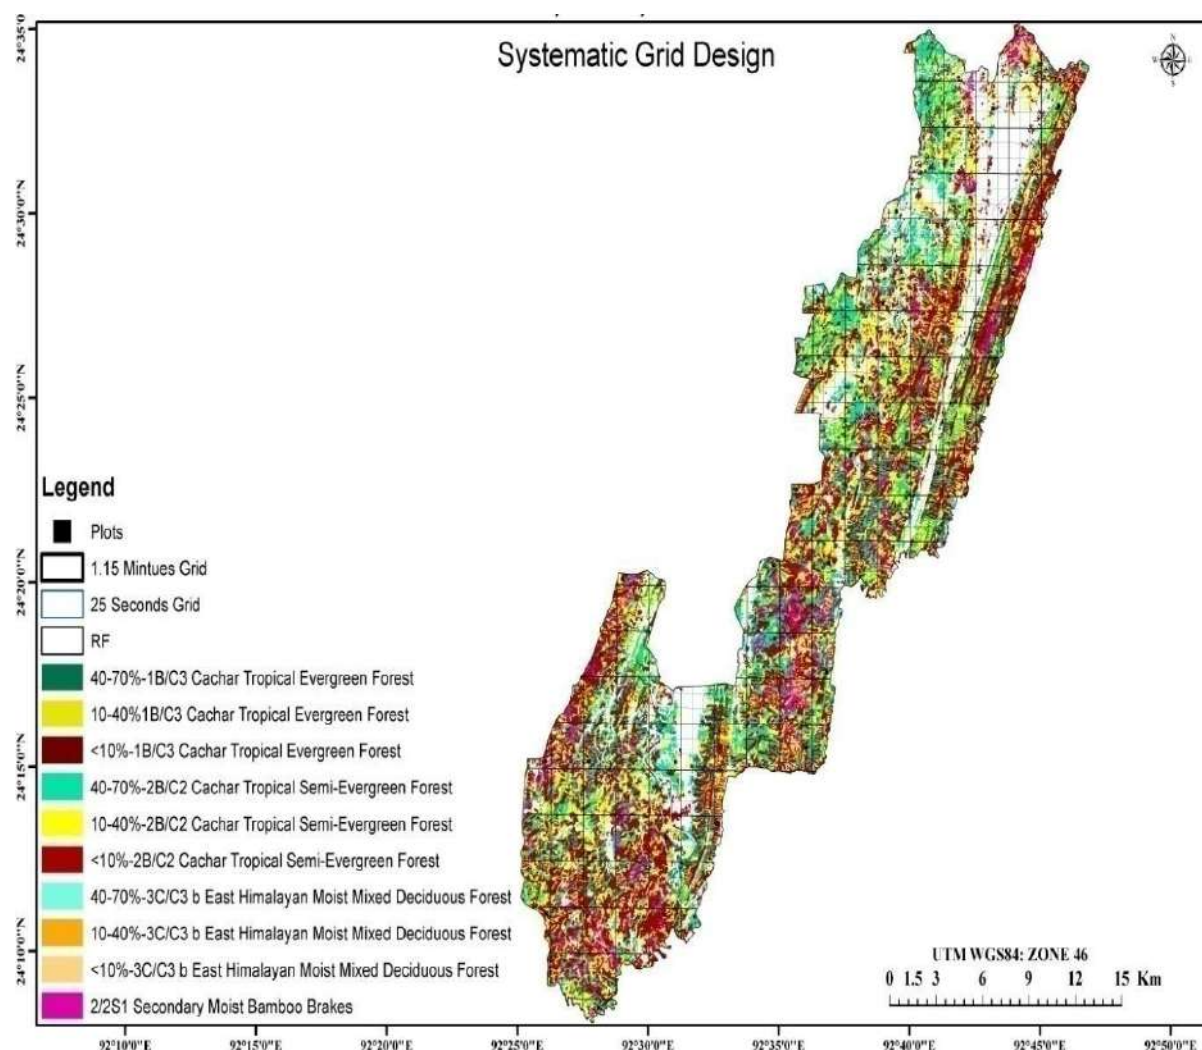 Systematic Grid Design
N
W E
S
24°35'0"N
24°30'0"N
24°25'0"N
24°20'0"N
24°15'0"N
24°10'0"N
Legend
Plots
1.15 Mintues Grid
25 Seconds Grid
RF
40-70%-1B/C3 Cachar Tropical Evergreen Forest
10-40%1B/C3 Cachar Tropical Evergreen Forest
<10%-1B/C3 Cachar Tropical Evergreen Forest
40-70%-2B/C2 Cachar Tropical Semi-Evergreen Forest
10-40%-2B/C2 Cachar Tropical Semi-Evergreen Forest
<10%-2B/C2 Cachar Tropical Semi-Evergreen Forest
40-70%-3C/C3 b East Himalayan Moist Mixed Deciduous Forest
10-40%-3C/C3 b East Himalayan Moist Mixed Deciduous Forest
<10%-3C/C3 b East Himalayan Moist Mixed Deciduous Forest
2/2S1 Secondary Moist Bamboo Brakes
UTM WGS84: ZONE 46
0 1.5 3 6 9 12 15 Km
92°10'0"E 92°15'0"E 92°20'0"E 92°25'0"E 92°30'0"E 92°35'0"E 92°40'0"E 92°45'0"E 92°50'0"E